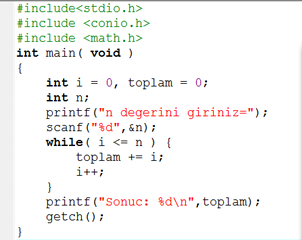 #include<stdio.h>
#include <conio.h>
#include <math.h>
int main( void )
{
    int i = 0, toplam = 0;
    int n;
    printf("n degerini giriniz=");
    scanf("%d",&n);
    while( i <= n ) {
        toplam += i;
        i++;
    }
    printf("Sonuc: %d\n",toplam);
    getch();
}